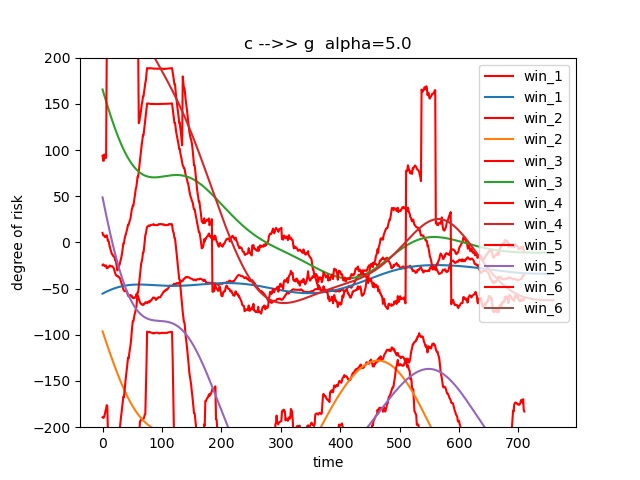 c -->> g  alpha=5.0
degree of risk
200
150
100
50
0
−50
−100
−150
−200
0
100
200
300
400
500
600
700
time
win_1
win_1
win_2
win_2
win_3
win_3
win_4
win_4
win_5
win_5
win_6
win_6